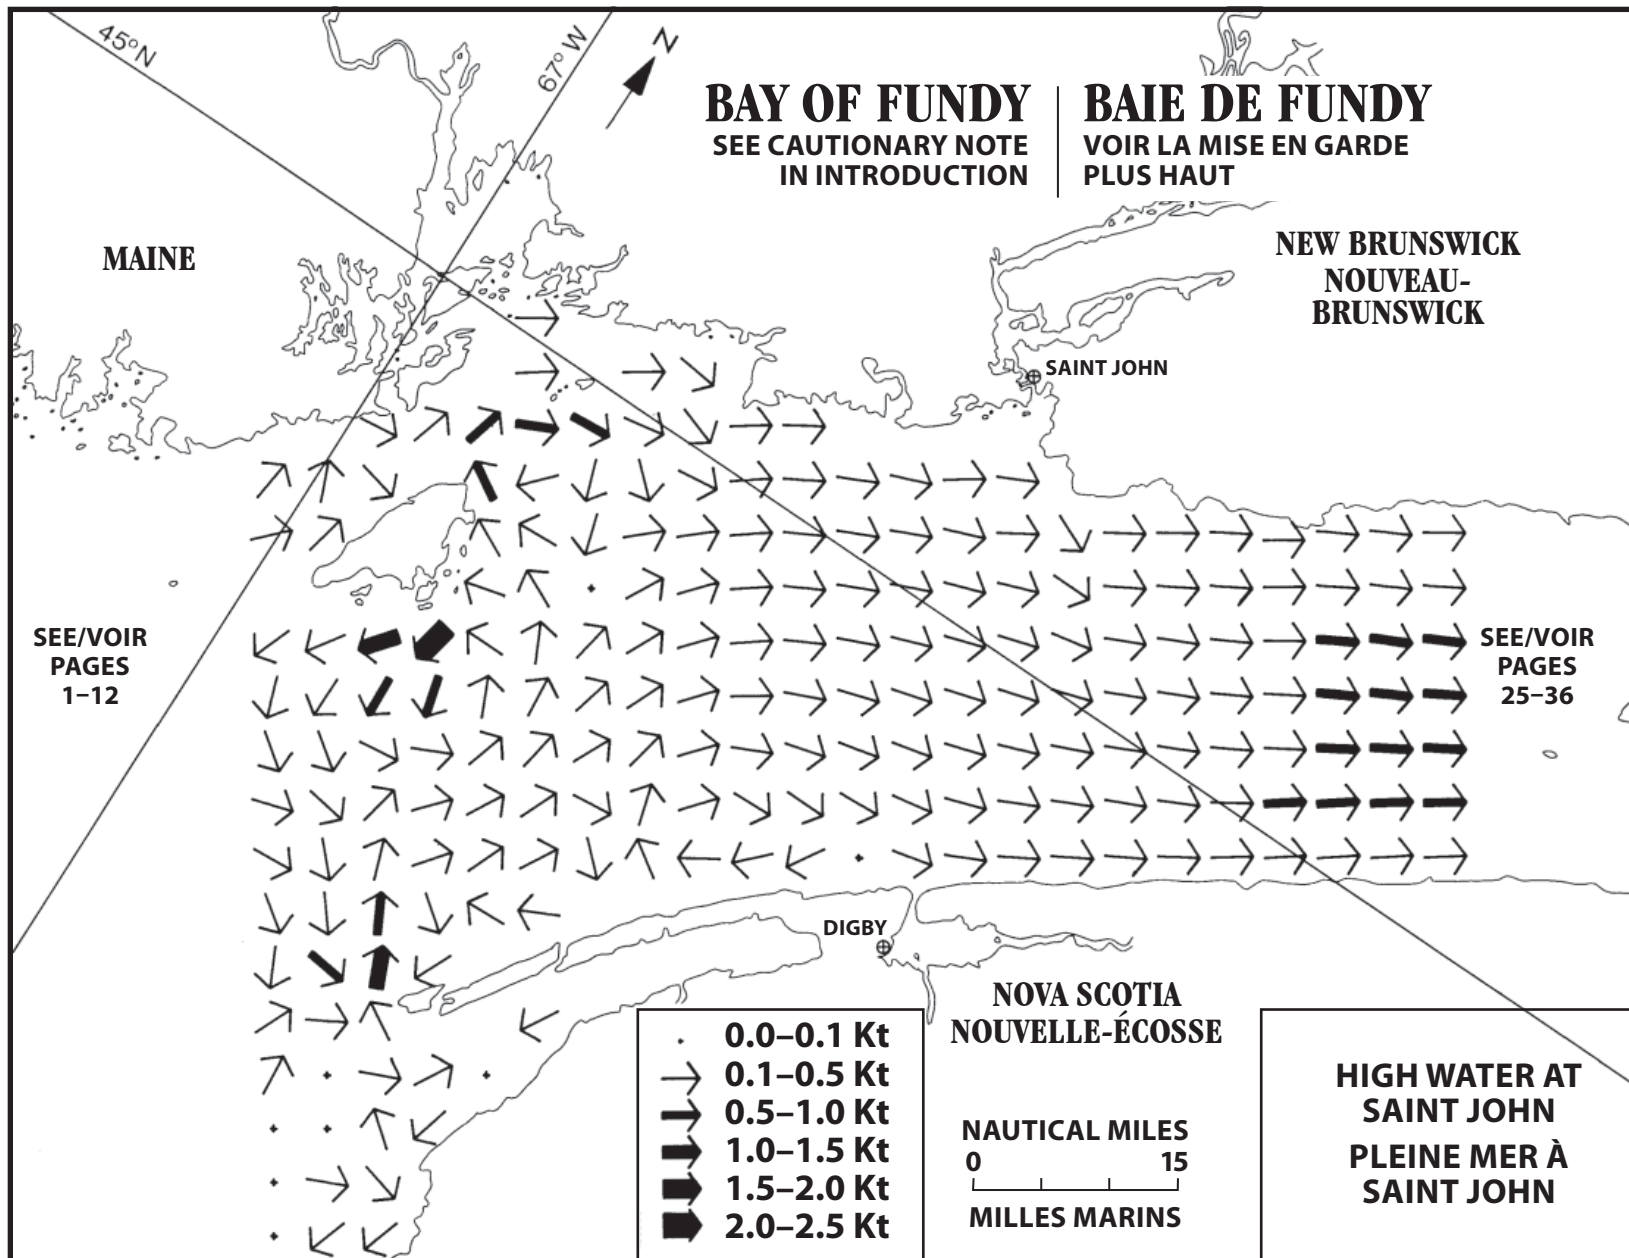 45°N
67° W
N
BAY OF FUNDY
SEE CAUTIONARY NOTE
IN INTRODUCTION
BAIE DE FUNDY
VOIR LA MISE EN GARDE
PLUS HAUT
MAINE
NEW BRUNSWICK
NOUVEAU-
BRUNSWICK
SAINT JOHN
SEE/VOIR
PAGES
1–12
SEE/VOIR
PAGES
25–36
DIGBY
NOVA SCOTIA
NOUVELLE-ÉCOSSE
0.0–0.1 Kt
0.1–0.5 Kt
0.5–1.0 Kt
1.0–1.5 Kt
1.5–2.0 Kt
2.0–2.5 Kt
NAUTICAL MILES
0 15
MILLES MARINS
HIGH WATER AT
SAINT JOHN
PLEINE MER À
SAINT JOHN